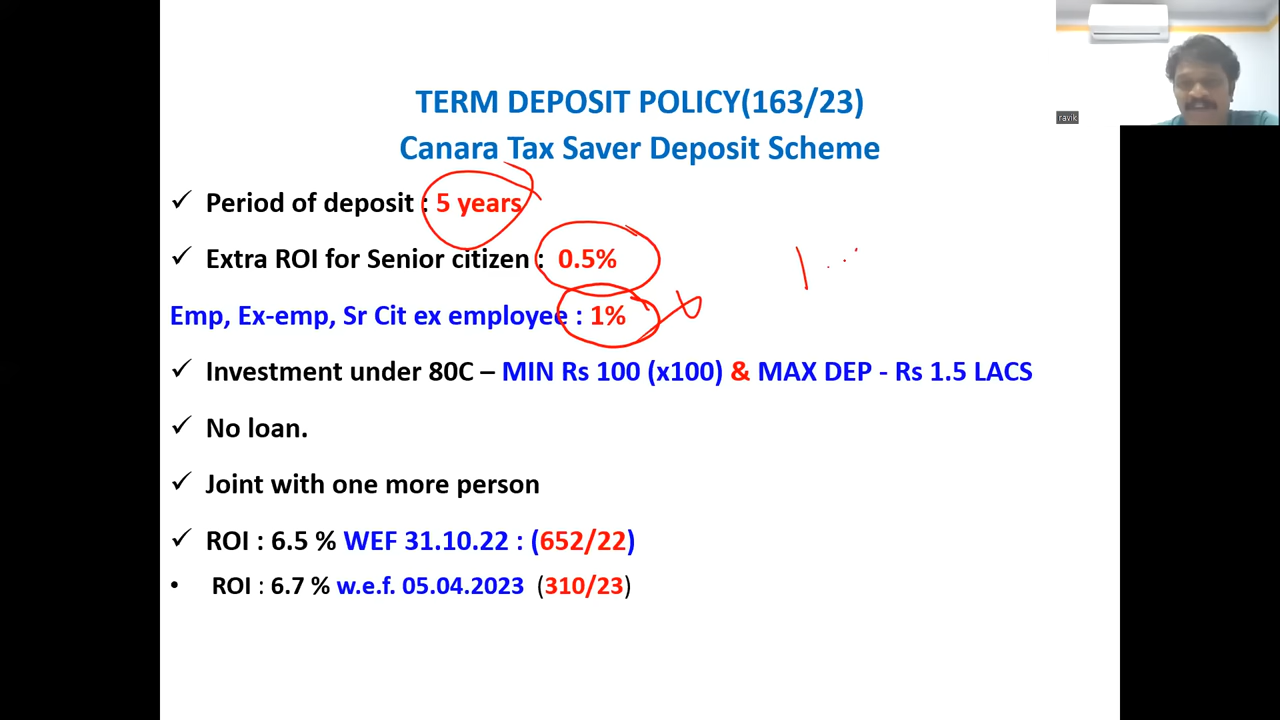 TERM DEPOSIT POLICY(163/23)
Canara Tax Saver Deposit Scheme
✓ Period of deposit : 5 years
✓ Extra ROI for Senior citizen : 0.5%
Emp, Ex-emp, Sr Cit ex employee : 1%
✓ Investment under 80C – MIN Rs 100 (x100) & MAX DEP - Rs 1.5 LACS
✓ No loan.
✓ Joint with one more person
✓ ROI : 6.5 % WEF 31.10.22 : (652/22)
• ROI : 6.7 % w.e.f. 05.04.2023 (310/23)
ravik